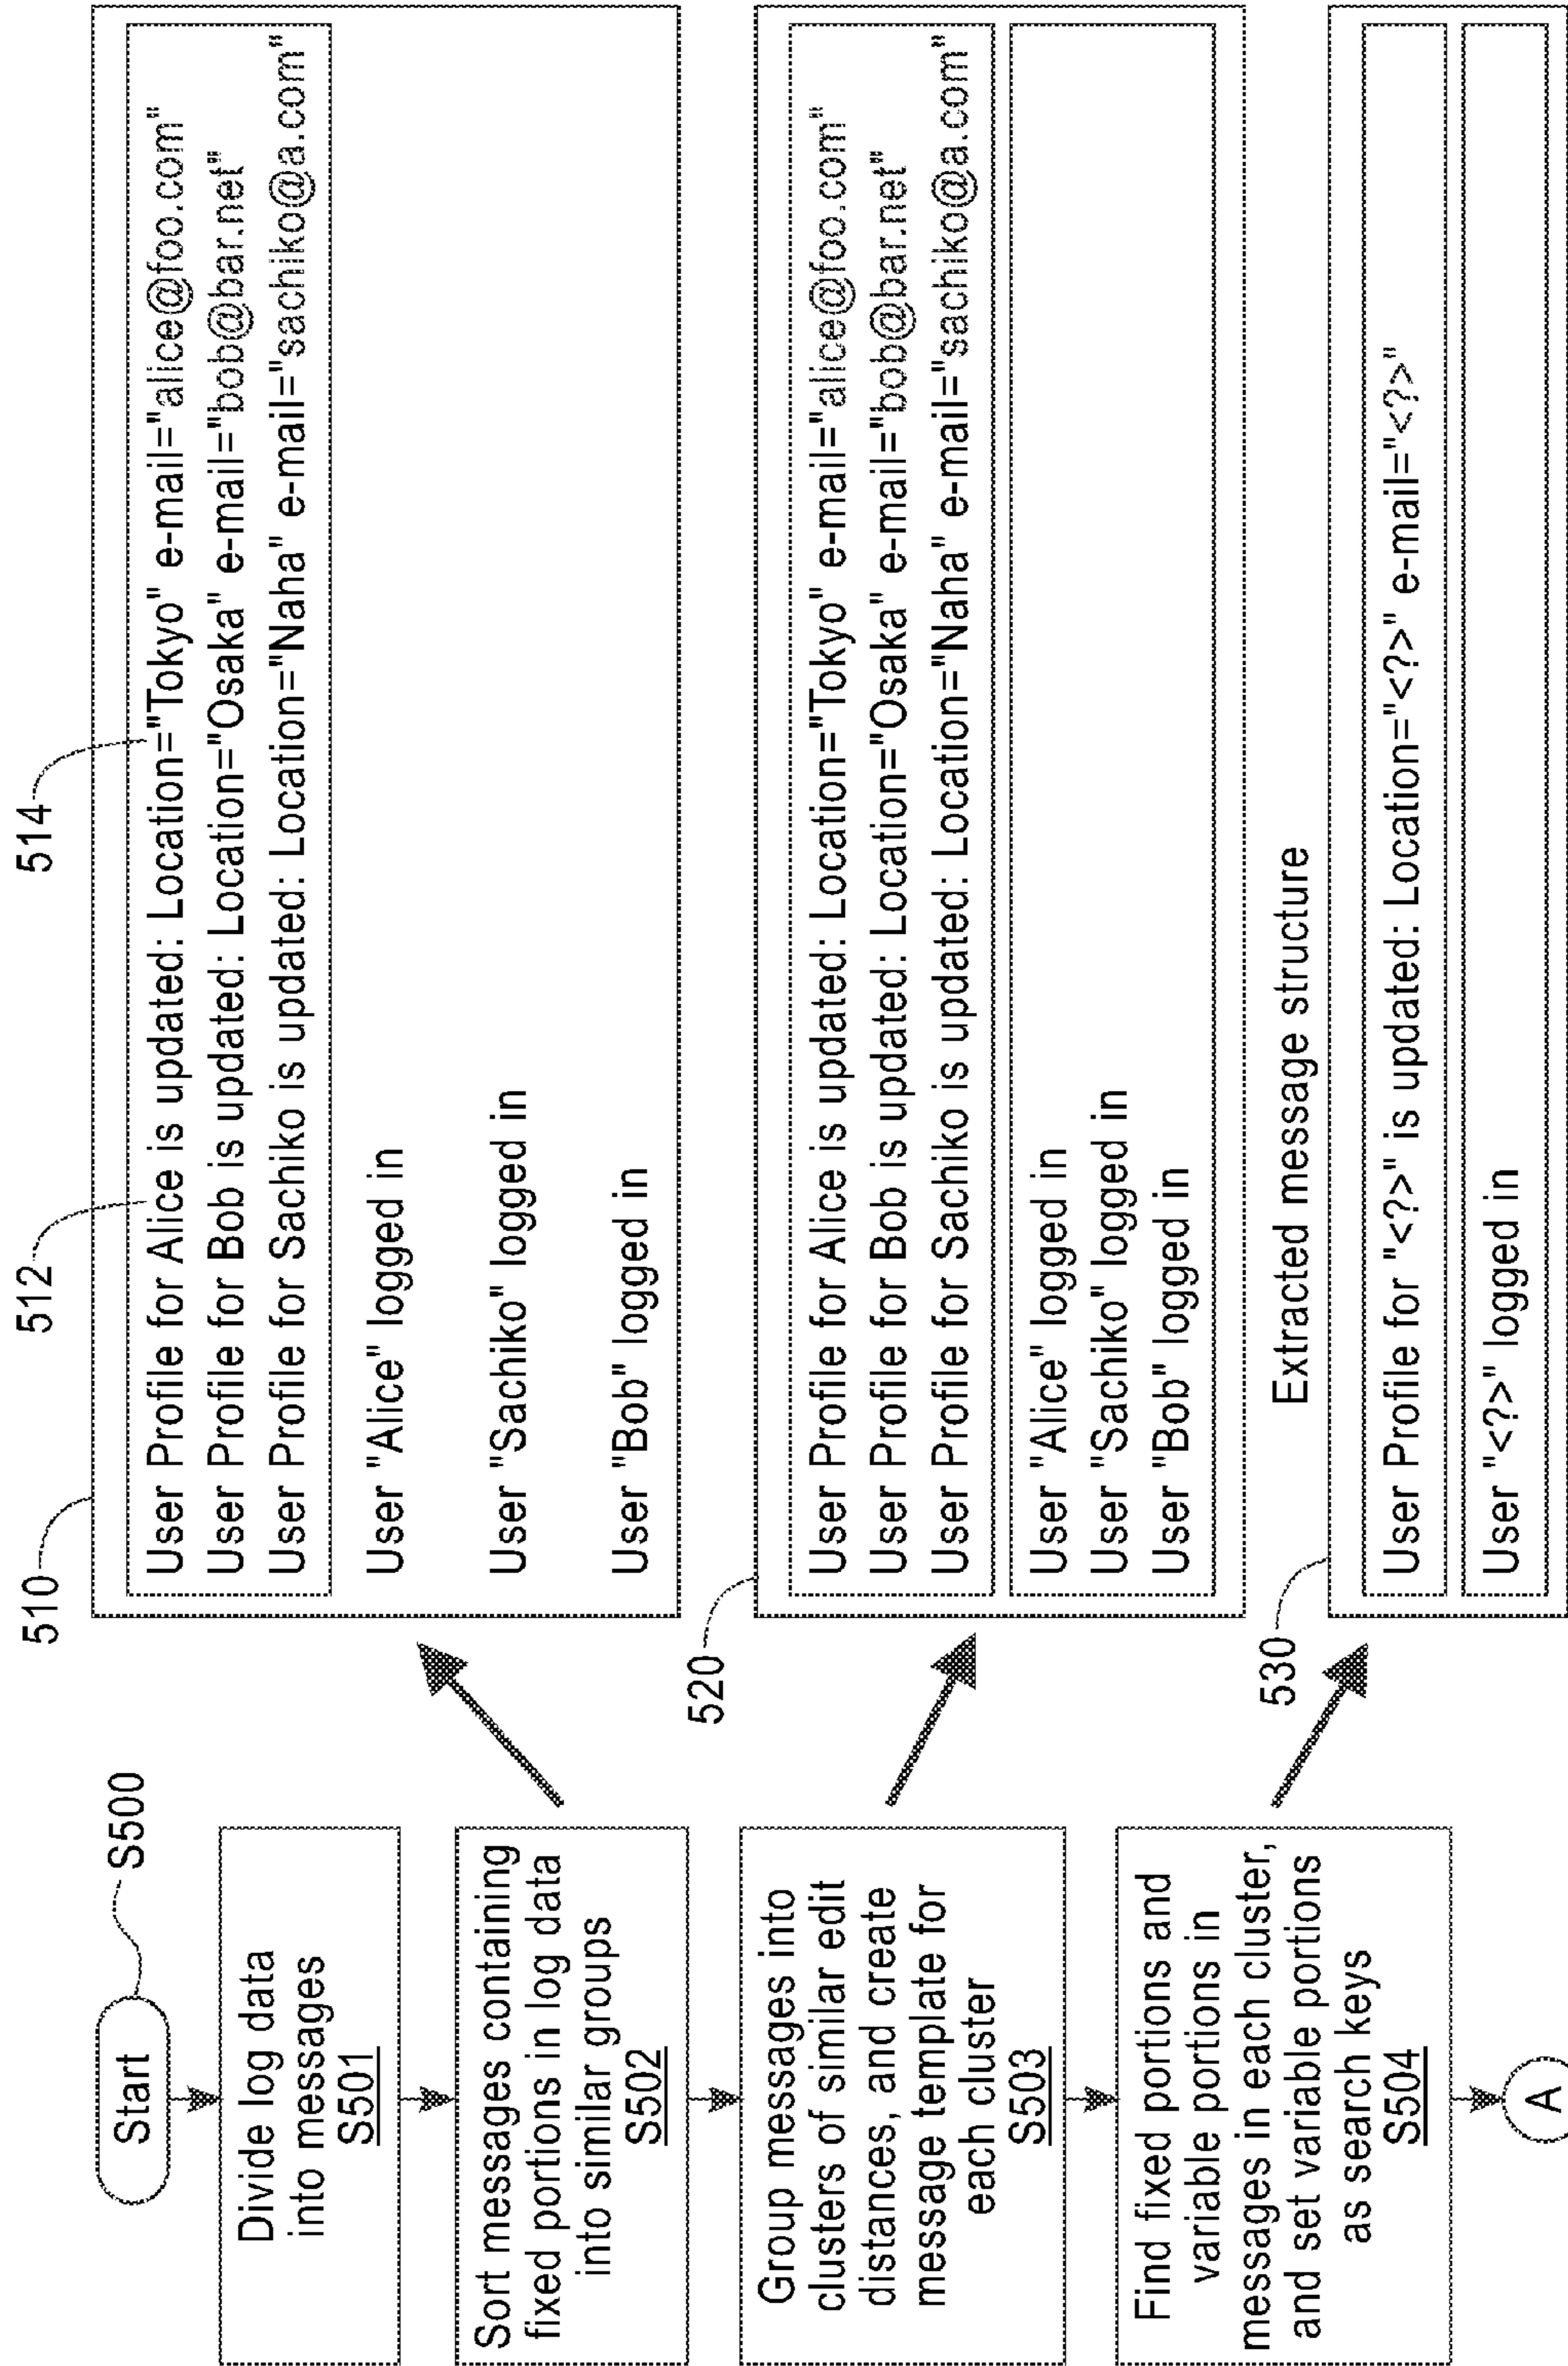 Start
S500
Divide log data
into messages
S501
Sort messages containing
fixed portions in log data
into similar groups
S502
Group messages into
clusters of similar edit
distances, and create
message template for
each cluster
S503
Find fixed portions and
variable portions in
messages in each cluster,
and set variable portions
as search keys
S504
A
510
512
514
User Profile for Alice is updated: Location="Tokyo" e-mail="alice@foo.com"
User Profile for Bob is updated: Location="Osaka" e-mail="bob@bar.net"
User Profile for Sachiko is updated: Location="Naha" e-mail="sachiko@a.com"
User "Alice" logged in
User "Sachiko" logged in
User "Bob" logged in
520
User Profile for Alice is updated: Location="Tokyo" e-mail="alice@foo.com"
User Profile for Bob is updated: Location="Osaka" e-mail="bob@bar.net"
User Profile for Sachiko is updated: Location="Naha" e-mail="sachiko@a.com"
User "Alice" logged in
User "Sachiko" logged in
User "Bob" logged in
530
Extracted message structure
User Profile for "<?>" is updated: Location="<?>" e-mail="<?>"
User "<?>" logged in